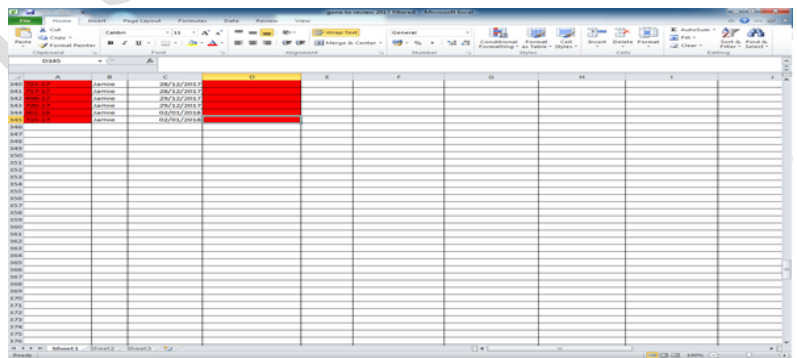 gone to review 2017 filtered - Microsoft Excel
File Home Insert Page Layout Formulas Data Review View
Cut
Copy
Format Painter
Paste
Calibri 11
B I U
Wrap Text
Merge & Center
General
Conditional Formatting
Format as Table
Cell Styles
Insert Delete Format
AutoSum
Fill
Clear
Sort & Filter
Find & Select
Clipboard Font Alignment Number Styles Cells Editing
D345 fx
A B C D E F G H I J
340 Jamie 28/12/2017
341 Jamie 28/12/2017
342 Jamie 29/12/2017
343 Jamie 29/12/2017
344 Jamie 02/01/2018
345 Jamie 02/01/2018
346
347
348
349
350
351
352
353
354
355
356
357
358
359
360
361
362
363
364
365
366
367
368
369
370
371
372
373
374
375
376
Sheet1 Sheet2 Sheet3
Ready 100%